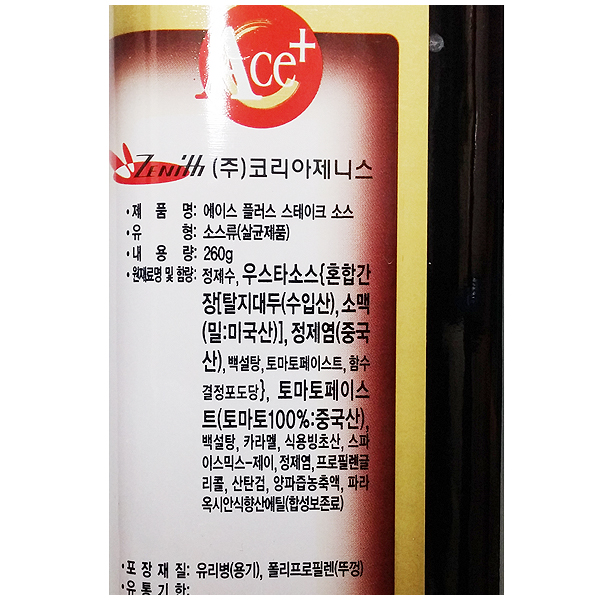 Ace+
ZENith (주)코리아제니스
•제 품 명: 에이스 플러스 스테이크 소스
•유 형: 소스류(살균제품)
•내 용 량: 260g
•원재료명 및 함량: 정제수, 우스타소스{혼합간
장[탈지대두(수입산), 소맥
(밀:미국산)], 정제염(중국
산), 백설탕, 토마토페이스트, 함수
결정포도당}, 토마토페이스
트(토마토100%:중국산),
백설탕, 카라멜, 식용빙초산, 스파
이스믹스-제이, 정제염, 프로필렌글
리콜, 산탄검, 양파즙농축액, 파라
옥시안식향산에틸(합성보존료)
•포 장 재 질: 유리병(용기), 폴리프로필렌(뚜껑)
•유 통 기 한: